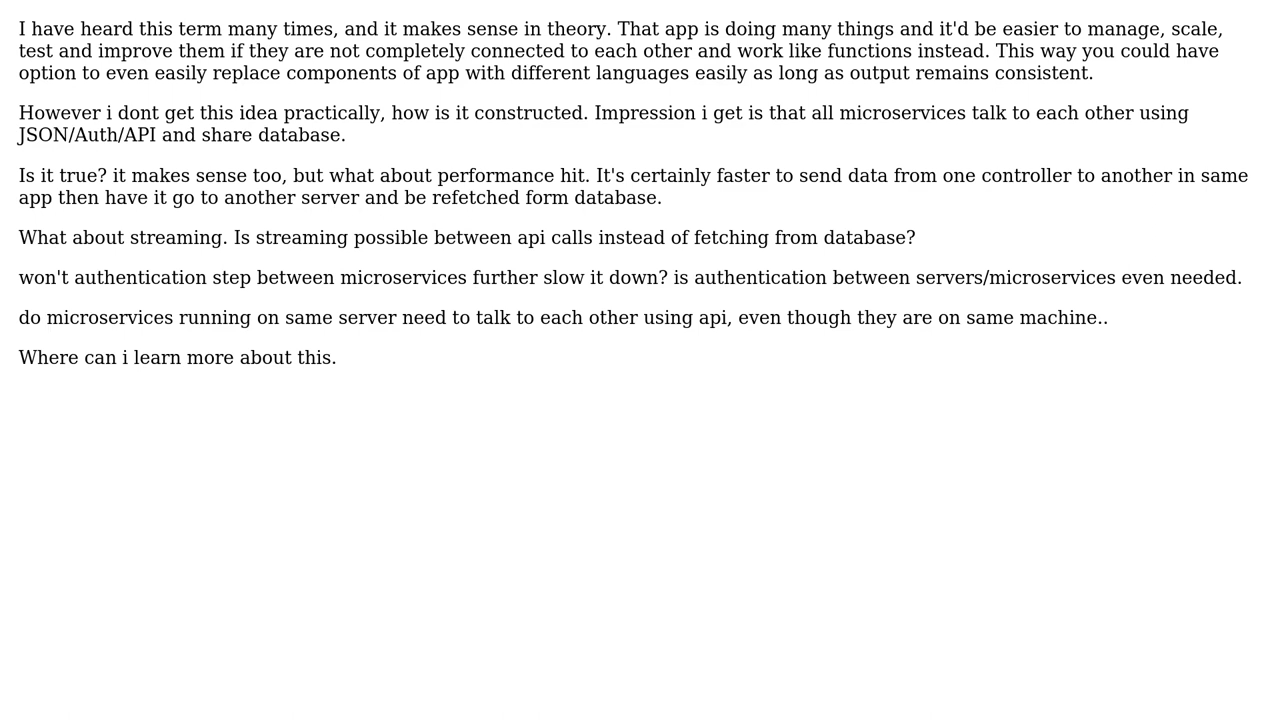 I have heard this term many times, and it makes sense in theory. That app is doing many things and it'd be easier to manage, scale,
test and improve them if they are not completely connected to each other and work like functions instead. This way you could have
option to even easily replace components of app with different languages easily as long as output remains consistent.
However i dont get this idea practically, how is it constructed. Impression i get is that all microservices talk to each other using
JSON/Auth/API and share database.
Is it true? it makes sense too, but what about performance hit. It's certainly faster to send data from one controller to another in same
app then have it go to another server and be refetched form database.
What about streaming. Is streaming possible between api calls instead of fetching from database?
won't authentication step between microservices further slow it down? is authentication between servers/microservices even needed.
do microservices running on same server need to talk to each other using api, even though they are on same machine..
Where can i learn more about this.